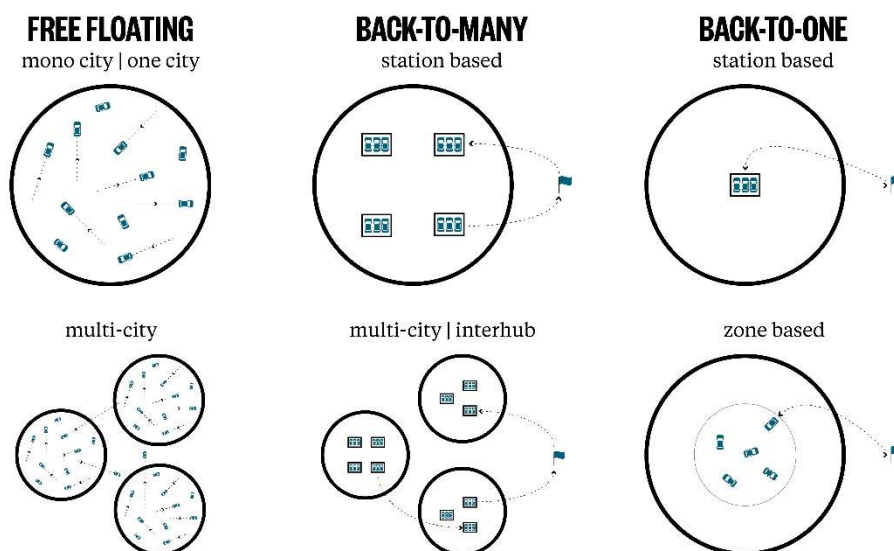 FREE FLOATING
mono city | one city
BACK-TO-MANY
station based
BACK-TO-ONE
station based
multi-city
multi-city | interhub
zone based